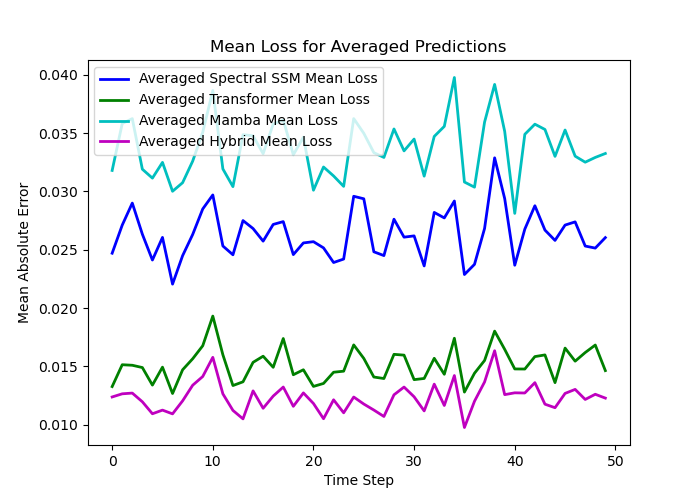 Mean Loss for Averaged Predictions
Averaged Spectral SSM Mean Loss
Averaged Transformer Mean Loss
Averaged Mamba Mean Loss
Averaged Hybrid Mean Loss
Mean Absolute Error
0.040
0.035
0.030
0.025
0.020
0.015
0.010
0 10 20 30 40 50
Time Step